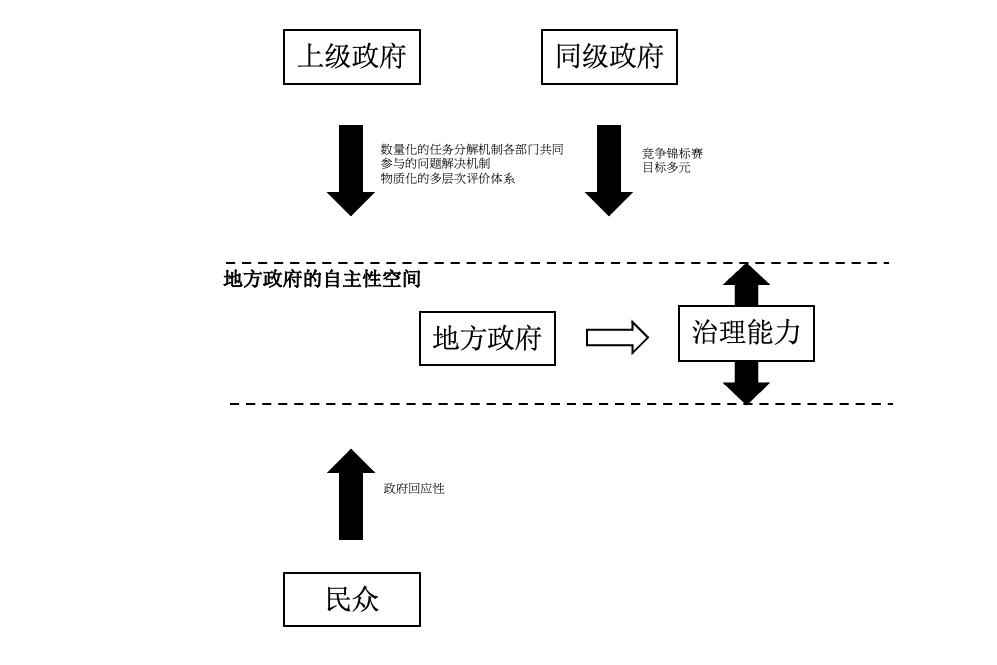 上级政府
同级政府
数量化的任务分解机制各部门共同
参与的问题解决机制
物质化的多层次评价体系
竞争锦标赛
目标多元
地方政府的自主性空间
地方政府
治理能力
政府回应性
民众